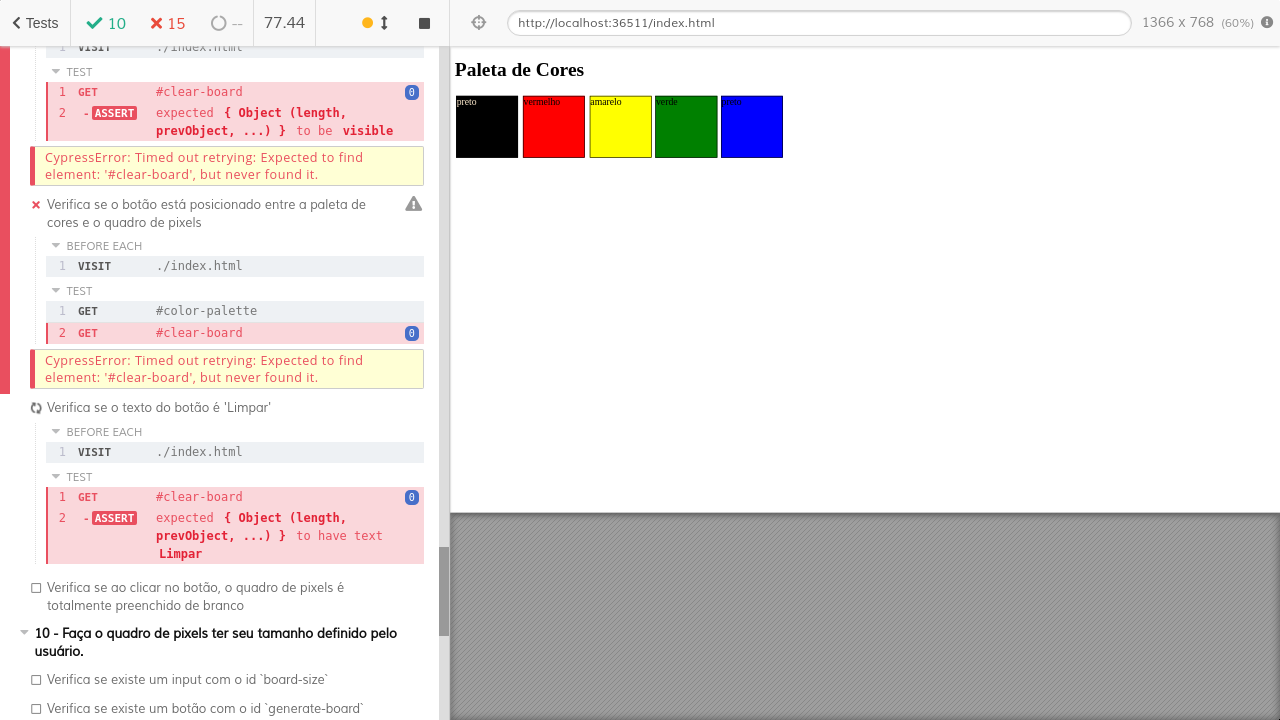 Tests
10
15
--
77.44
http://localhost:36511/index.html
1366 x 768 (60%)
1 VISIT ./index.html
TEST
1 GET #clear-board 0
2 -ASSERT expected { Object (length,
prevObject, ...) } to be visible
CypressError: Timed out retrying: Expected to find
element: '#clear-board', but never found it.
Verifica se o botão está posicionado entre a paleta de
cores e o quadro de pixels
BEFORE EACH
1 VISIT ./index.html
TEST
1 GET #color-palette
2 GET #clear-board 0
CypressError: Timed out retrying: Expected to find
element: '#clear-board', but never found it.
Verifica se o texto do botão é 'Limpar'
BEFORE EACH
1 VISIT ./index.html
TEST
1 GET #clear-board 0
2 -ASSERT expected { Object (length,
prevObject, ...) } to have text
Limpar
Verifica se ao clicar no botão, o quadro de pixels é
totalmente preenchido de branco
10 - Faça o quadro de pixels ter seu tamanho definido pelo
usuário.
Verifica se existe um input com o id `board-size`
Verifica se existe um botão com o id `generate-board`
Paleta de Cores
preto
vermelho
amarelo
verde
preto